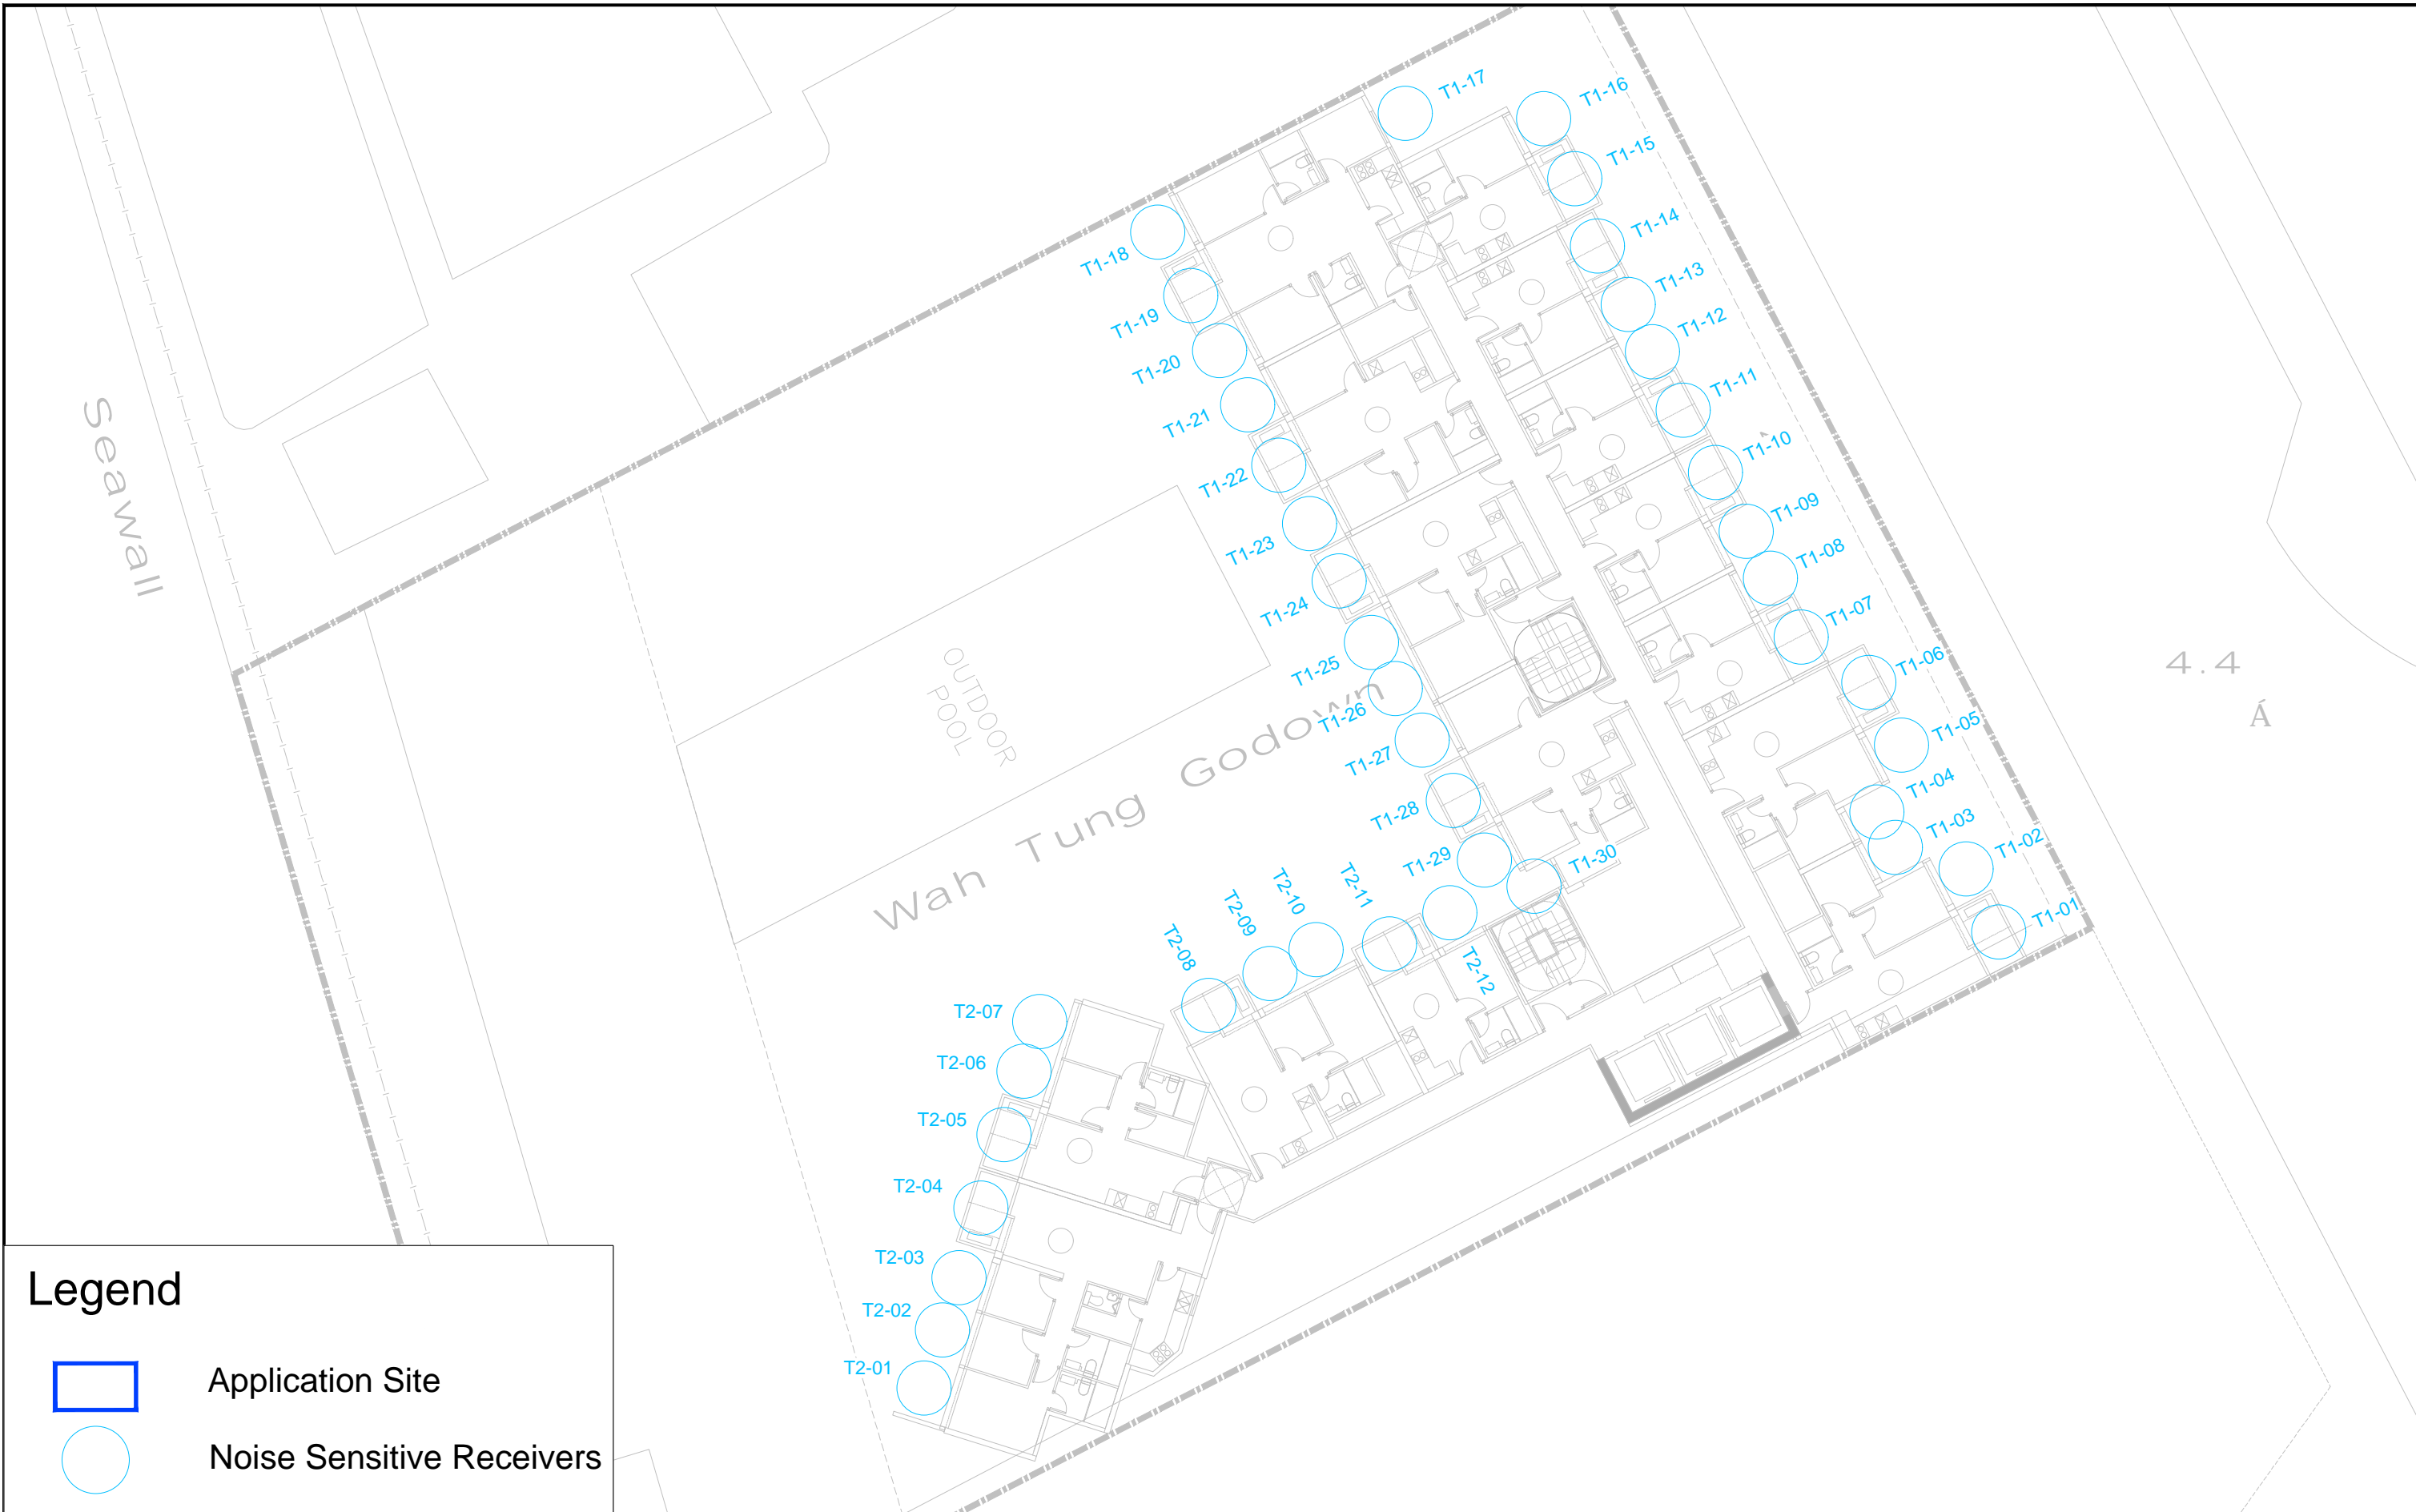 T1-17
T1-16
T1-15
T1-14
T1-13
T1-12
T1-11
T1-10
T1-09
T1-08
T1-07
T1-06
T1-05
T1-04
T1-03
T1-02
T1-01
T1-18
T1-19
T1-20
T1-21
T1-22
T1-23
T1-24
T1-25
T1-26
T1-27
T1-28
T1-29
T1-30
Seawall
OUTDOOR
POOL
Wah Tung Godown
4.4
Á
T2-12
T2-11
T2-10
T2-09
T2-08
T2-07
T2-06
T2-05
T2-04
T2-03
T2-02
T2-01
Legend
Application Site
Noise Sensitive Receivers